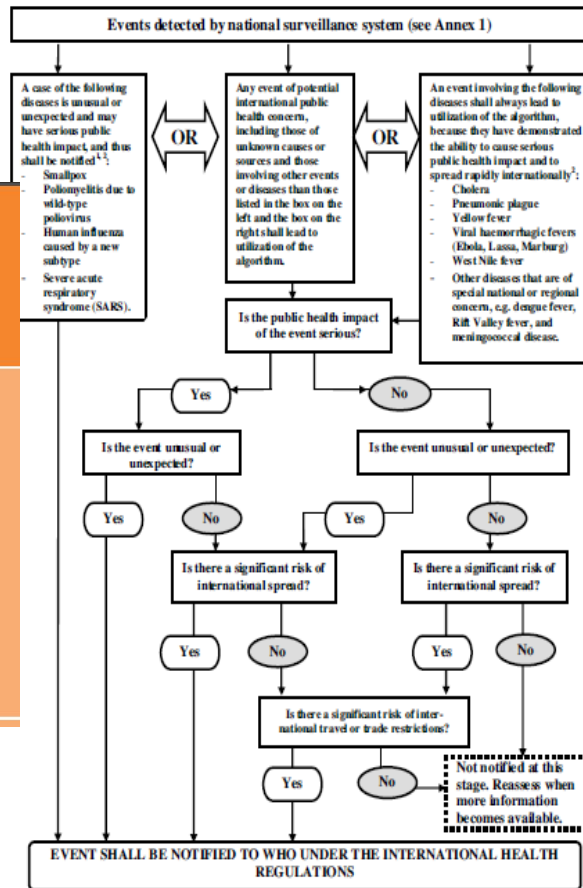 Events detected by national surveillance system (see Annex 1)
A case of the following
diseases is unusual or
unexpected and may
have serious public
health impact, and thus
shall be notified1, 2:
- Smallpox
- Poliomyelitis due to
wild-type
poliovirus
- Human influenza
caused by a new
subtype
- Severe acute
respiratory
syndrome (SARS).
OR
Any event of potential
international public
health concern,
including those of
unknown causes or
sources and those
involving other events
or diseases than those
listed in the box on
the left and the box on
the right shall lead to
utilization of the
algorithm.
OR
An event involving the following
diseases shall always lead to
utilization of the algorithm,
because they have demonstrated
the ability to cause serious
public health impact and to
spread rapidly internationally2:
- Cholera
- Pneumonic plague
- Yellow fever
- Viral haemorrhagic fevers
(Ebola, Lassa, Marburg)
- West Nile fever
- Other diseases that are of
special national or regional
concern, e.g. dengue fever,
Rift Valley fever, and
meningococcal disease.
Is the public health impact
of the event serious?
Yes
No
Is the event unusual or
unexpected?
Is the event unusual or unexpected?
Yes
No
Yes
No
Is there a significant risk of
international spread?
Is there a significant risk of
international spread?
Yes
No
Yes
No
Is there a significant risk of inter-
national travel or trade restrictions?
Yes
No
Not notified at this
stage. Reassess when
more information
becomes available.
EVENT SHALL BE NOTIFIED TO WHO UNDER THE INTERNATIONAL HEALTH
REGULATIONS